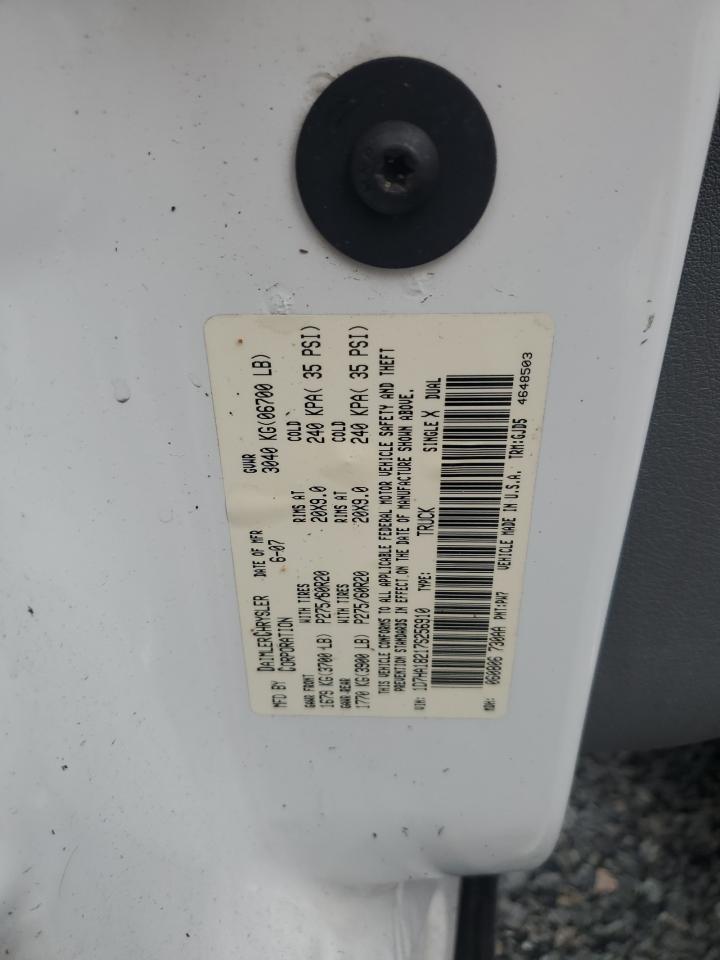 MFD BY DAIMLERCHRYSLER CORPORATION DATE OF MFR 6-07 GVWR 3040 KG(06700 LB)
GAWR FRONT WITH TIRES RIMS AT COLD
1679 KG(3700 LB) P275/60R20 20X9.0 240 KPA( 35 PSI)
GAWR REAR WITH TIRES RIMS AT COLD
1770 KG(3900 LB) P275/60R20 20X9.0 240 KPA( 35 PSI)
THIS VEHICLE CONFORMS TO ALL APPLICABLE FEDERAL MOTOR VEHICLE SAFETY AND THEFT
PREVENTION STANDARDS IN EFFECT ON THE DATE OF MANUFACTURE SHOWN ABOVE.
VIN: 1D7HA18217S256910 TYPE: TRUCK SINGLE X DUAL
MDH: 060806 730AA PNT:PW7 VEHICLE MADE IN U.S.A. TRM:GJD5 4648503